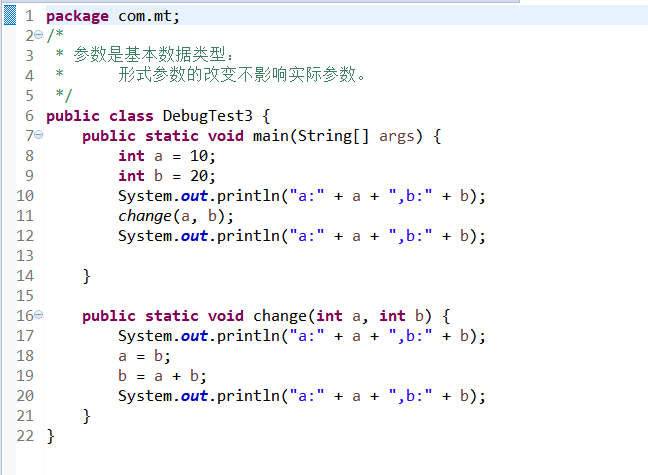 1 package com.mt;
2 /*
3  * 参数是基本数据类型：
4  *      形式参数的改变不影响实际参数。
5  */
6 public class DebugTest3 {
7     public static void main(String[] args) {
8         int a = 10;
9         int b = 20;
10         System.out.println("a:" + a + ",b:" + b);
11         change(a, b);
12         System.out.println("a:" + a + ",b:" + b);
13
14     }
15
16     public static void change(int a, int b) {
17         System.out.println("a:" + a + ",b:" + b);
18         a = b;
19         b = a + b;
20         System.out.println("a:" + a + ",b:" + b);
21     }
22 }